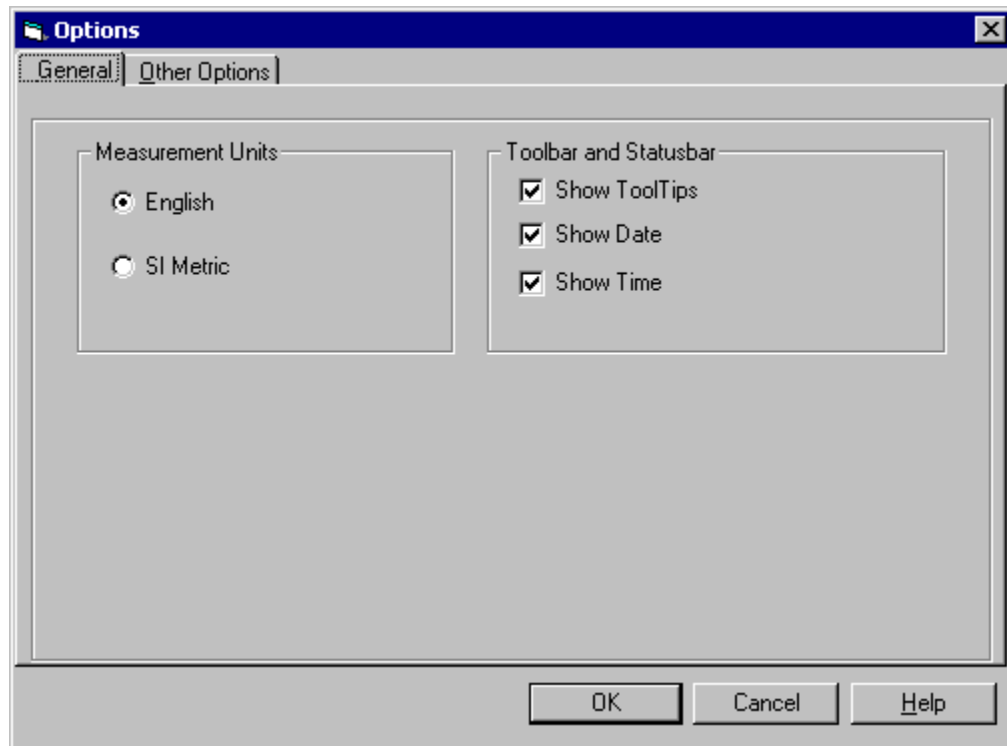 Options
General
Other Options
Measurement Units
English
SI Metric
Toolbar and Statusbar
Show ToolTips
Show Date
Show Time
OK
Cancel
Help